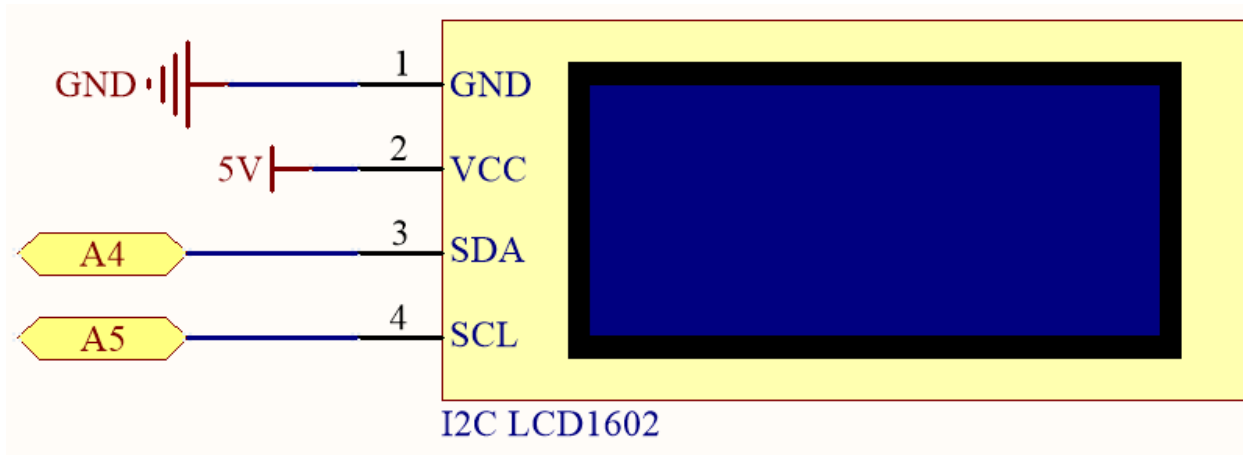 GND 1 GND
5V 2 VCC
A4 3 SDA
A5 4 SCL
I2C LCD1602